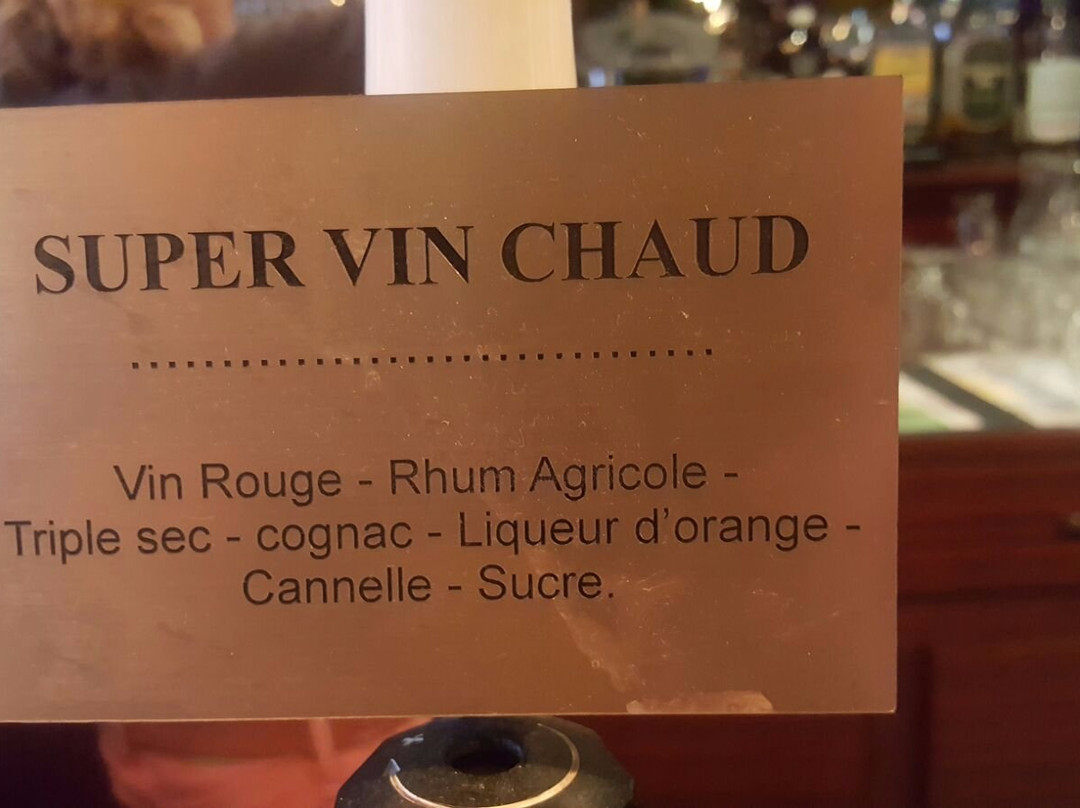 SUPER VIN CHAUD
................................
Vin Rouge - Rhum Agricole -
Triple sec - cognac - Liqueur d’orange -
Cannelle - Sucre.